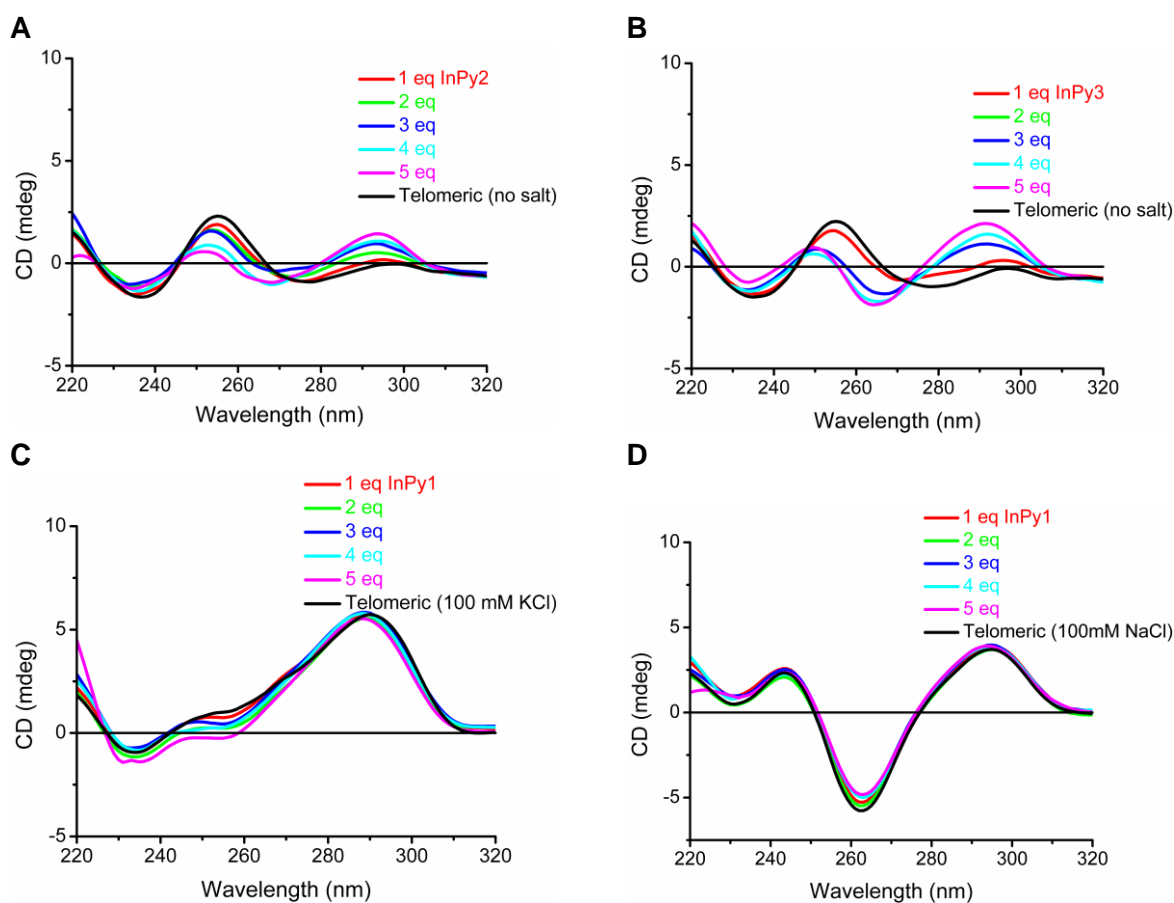 A
10
5
0
-5
CD (mdeg)
1 eq InPy2
2 eq
3 eq
4 eq
5 eq
Telomeric (no salt)
220 240 260 280 300 320
Wavelength (nm)
B
10
5
0
-5
CD (mdeg)
1 eq InPy3
2 eq
3 eq
4 eq
5 eq
Telomeric (no salt)
220 240 260 280 300 320
Wavelength (nm)
C
10
5
0
-5
CD (mdeg)
1 eq InPy1
2 eq
3 eq
4 eq
5 eq
Telomeric (100 mM KCl)
220 240 260 280 300 320
Wavelength (nm)
D
10
5
0
-5
CD (mdeg)
1 eq InPy1
2 eq
3 eq
4 eq
5 eq
Telomeric (100mM NaCl)
220 240 260 280 300 320
Wavelength (nm)